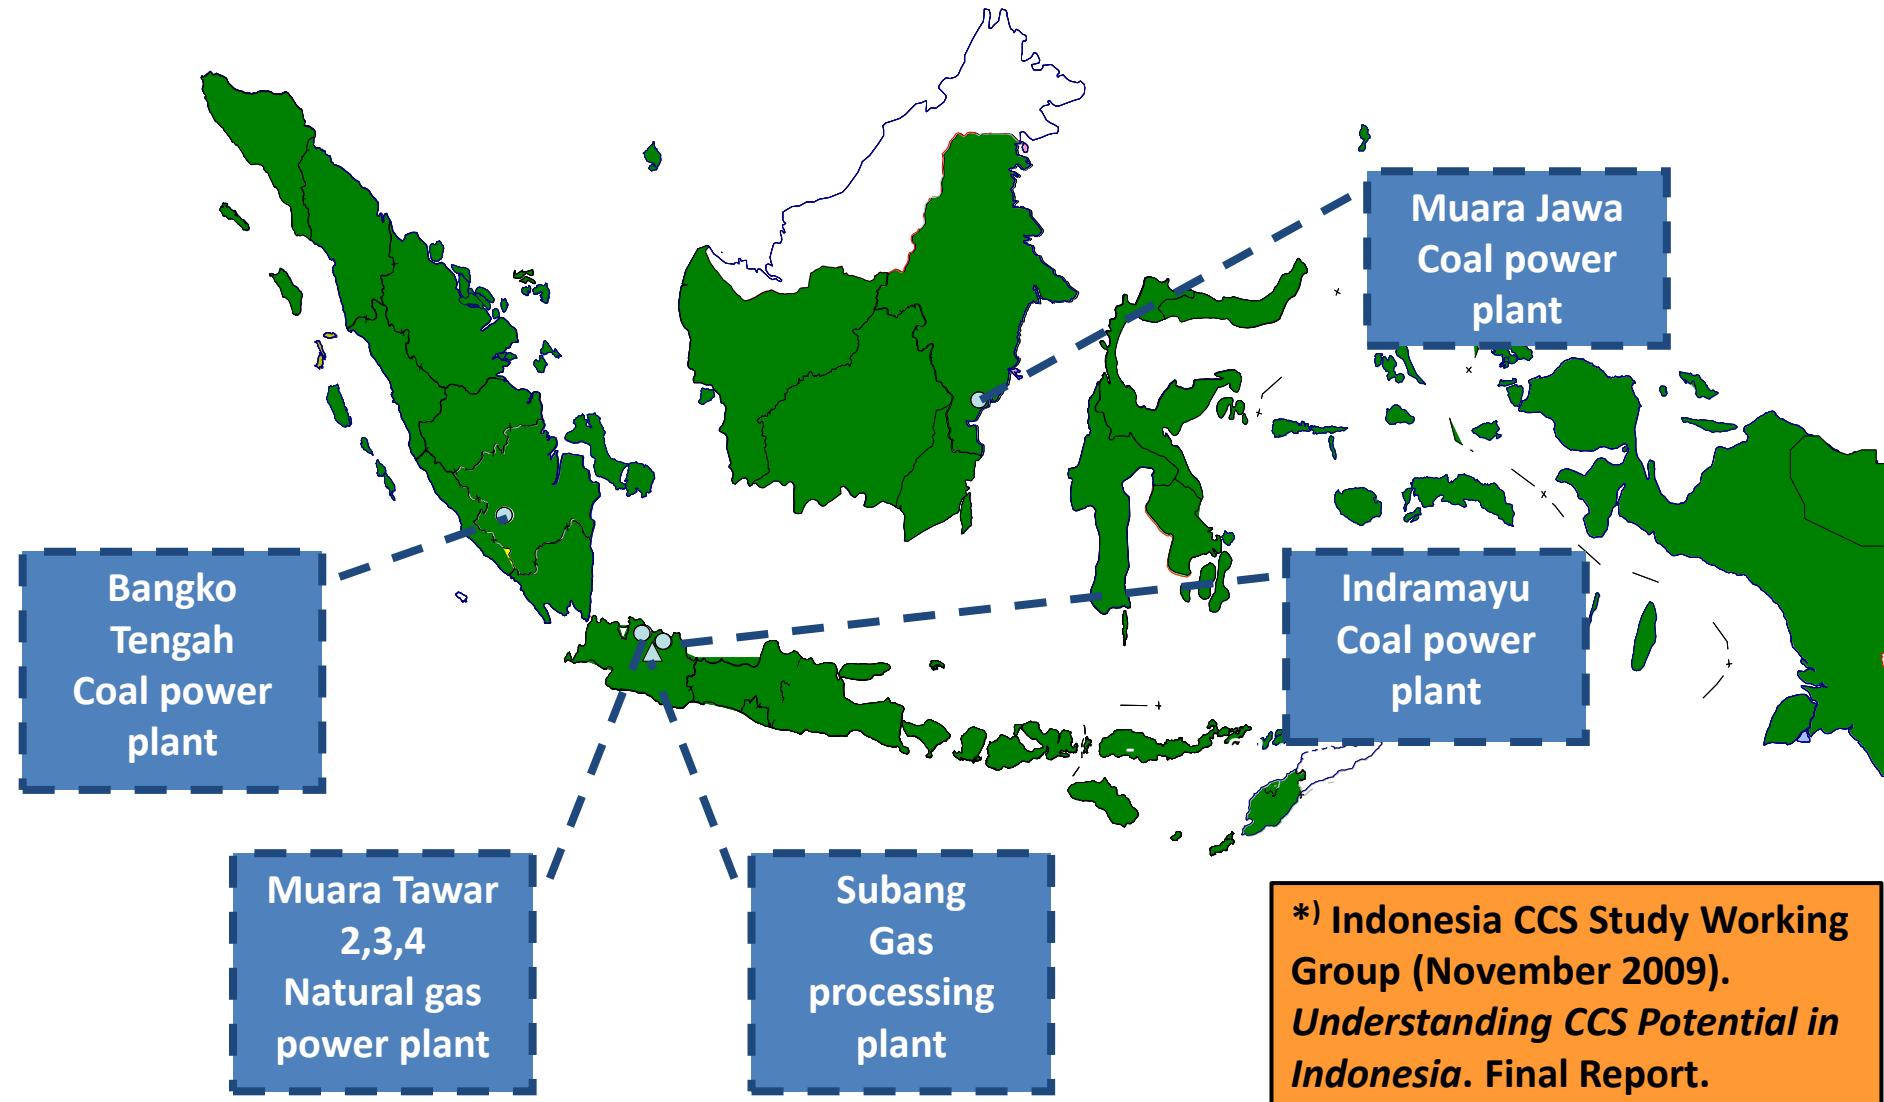 Muara Jawa
Coal power
plant
Bangko
Tengah
Coal power
plant
Indramayu
Coal power
plant
Muara Tawar
2,3,4
Natural gas
power plant
Subang
Gas
processing
plant
*) Indonesia CCS Study Working
Group (November 2009).
Understanding CCS Potential in
Indonesia. Final Report.